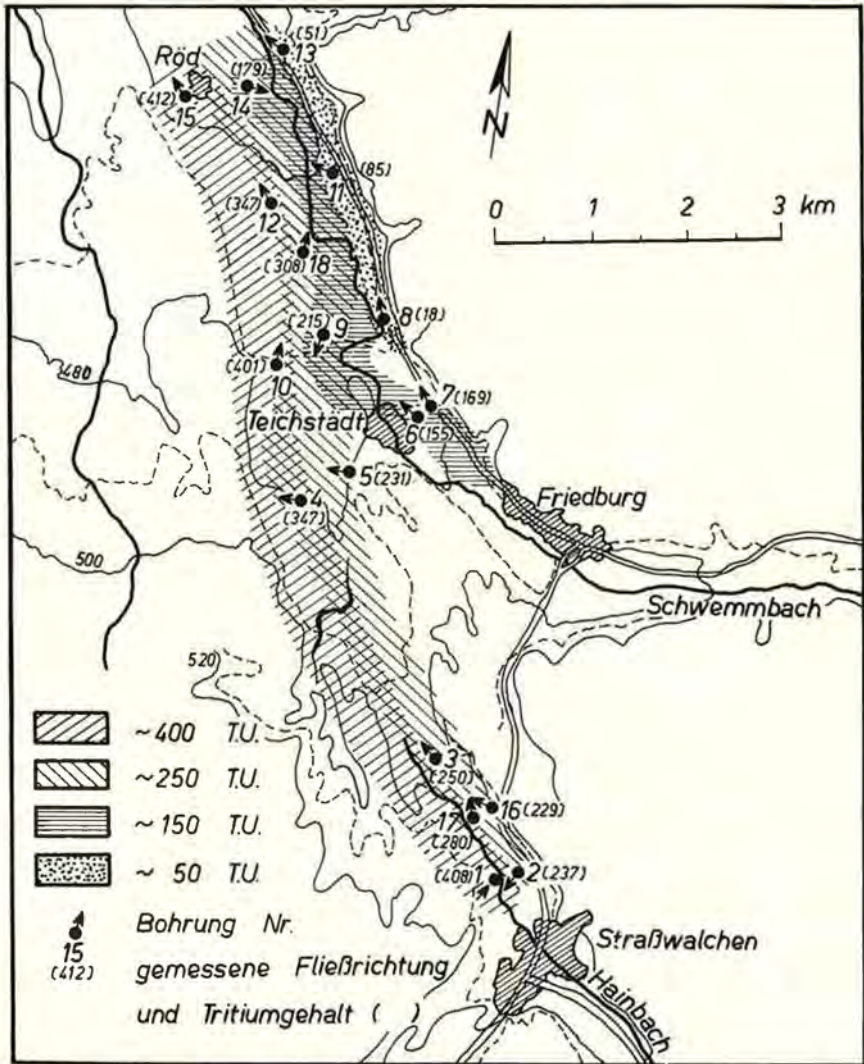 Röd
(51)
13
(179)
14
(412)
15
N
11
(85)
(347)
12
0 1 2 3 km
(308)
18
(215)
9
8 (18)
(401)
10
480
7 (169)
Teichstädt
6 (155)
5 (231)
4
(347)
Friedburg
500
Schwemmbach
520
3
(250)
16 (229)
17
(280)
(408) 1
2 (237)
~400 T.U.
~250 T.U.
~150 T.U.
~ 50 T.U.
Straßwalchen
Hainbach
15
(412)
Bohrung Nr.
gemessene Fließrichtung
und Tritiumgehalt ( )